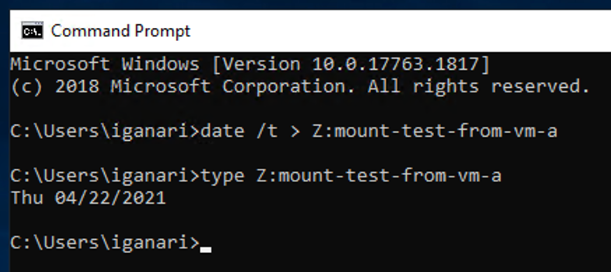 C:\. Command Prompt
Microsoft Windows [Version 10.0.17763.1817]
(c) 2018 Microsoft Corporation. All rights reserved.
C:\Users\iganari>date /t > Z:mount-test-from-vm-a
C:\Users\iganari>type Z:mount-test-from-vm-a
Thu 04/22/2021
C:\Users\iganari>